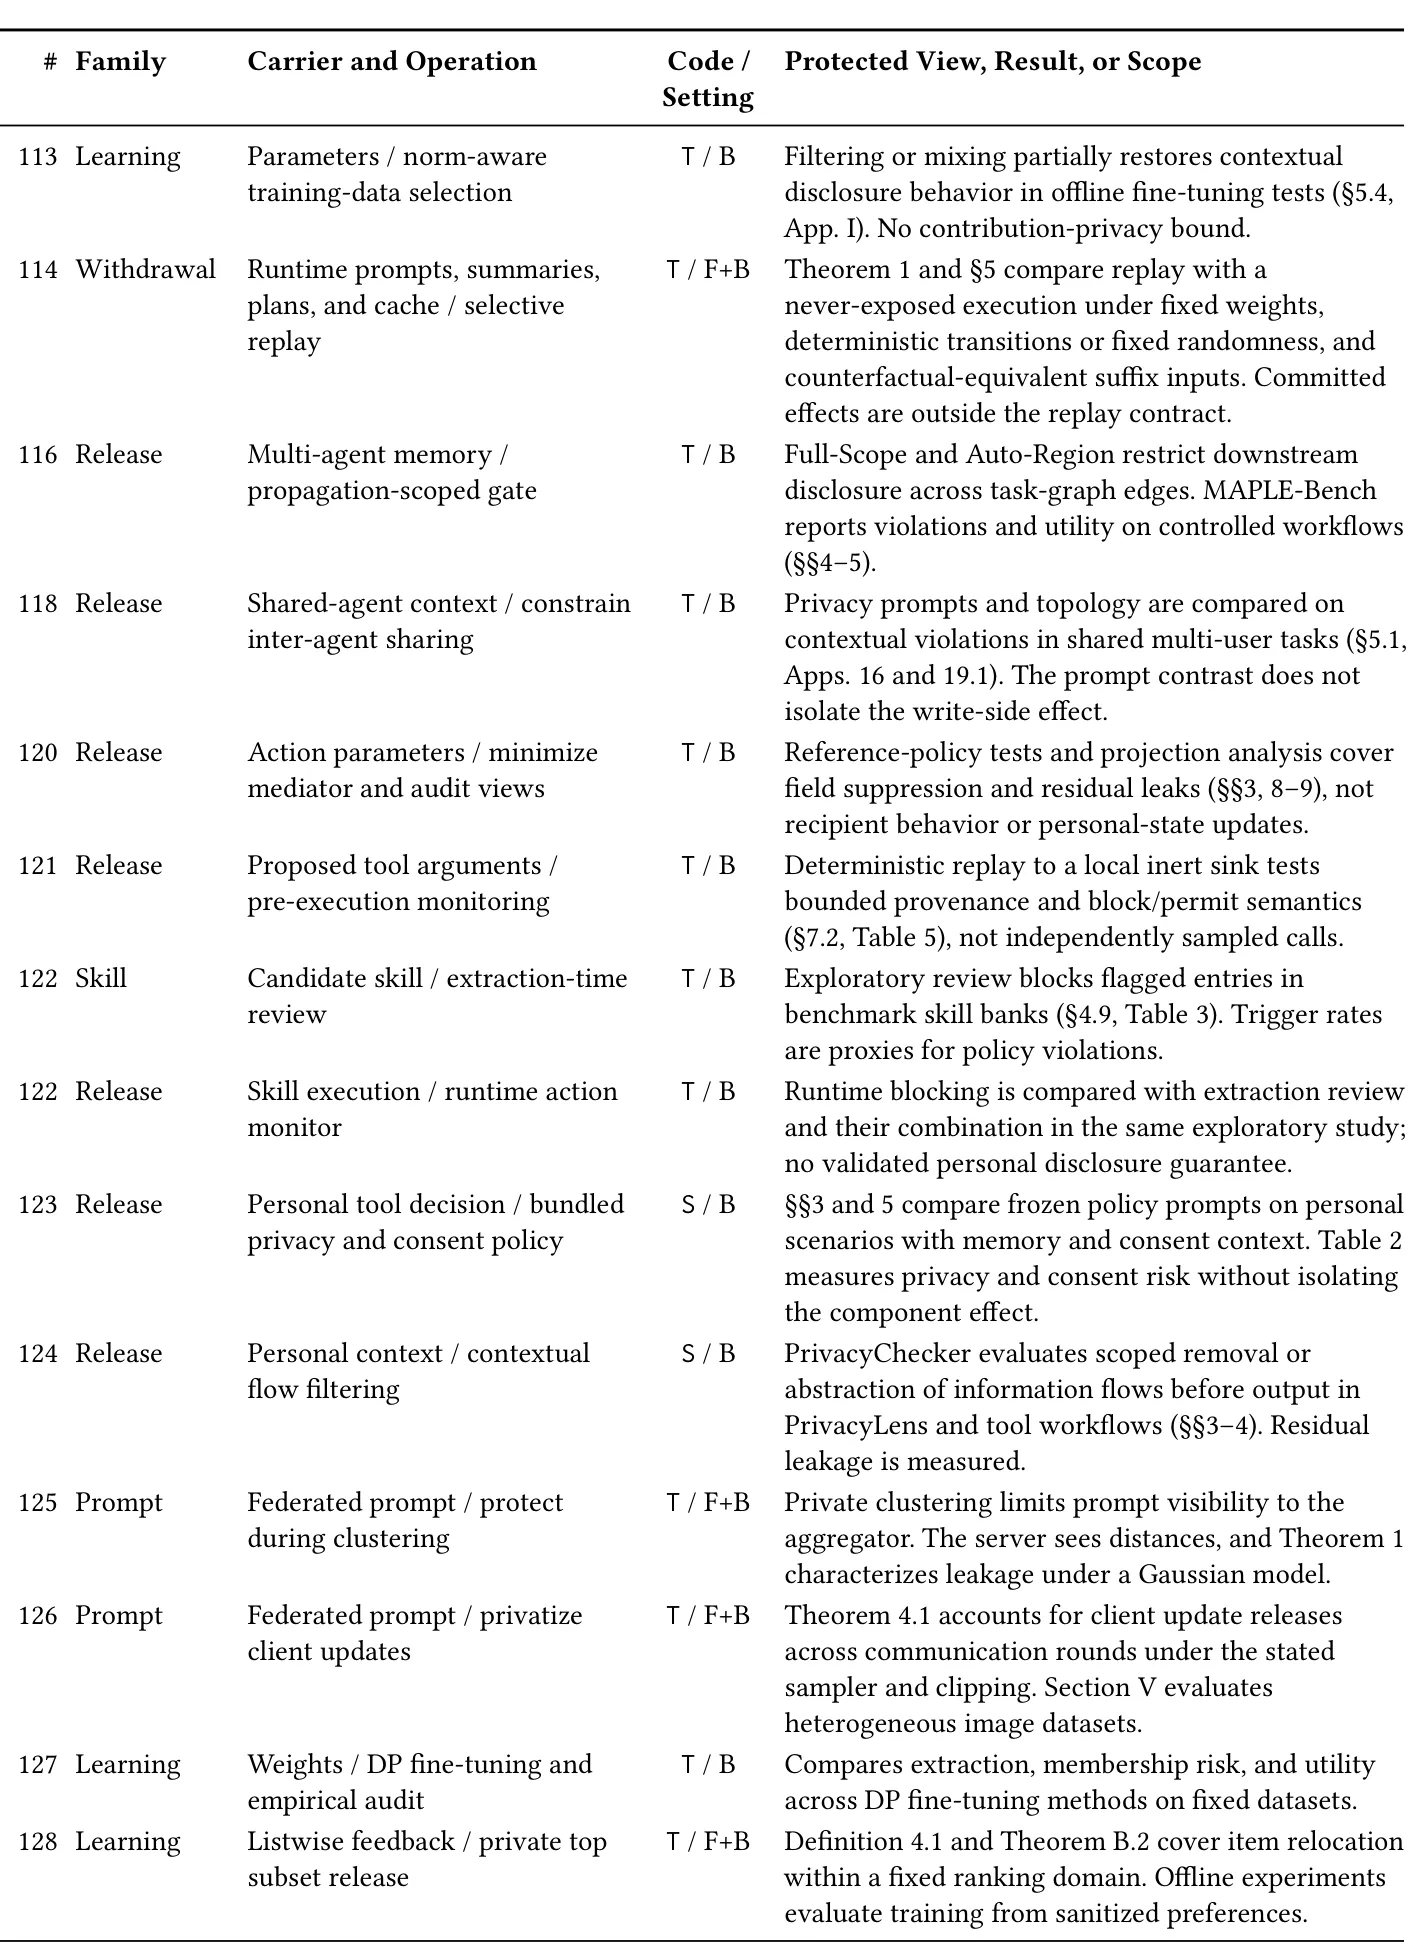 # Family Carrier and Operation Code / Protected View, Result, or Scope
Setting
113 Learning Parameters / norm-aware T / B Filtering or mixing partially restores contextual
training-data selection disclosure behavior in offline fine-tuning tests (§5.4,
App. I). No contribution-privacy bound.
114 Withdrawal Runtime prompts, summaries, T / F+B Theorem 1 and §5 compare replay with a
plans, and cache / selective never-exposed execution under fixed weights,
replay deterministic transitions or fixed randomness, and
counterfactual-equivalent suffix inputs. Committed
effects are outside the replay contract.
116 Release Multi-agent memory / T / B Full-Scope and Auto-Region restrict downstream
propagation-scoped gate disclosure across task-graph edges. MAPLE-Bench
reports violations and utility on controlled workflows
(§§4–5).
118 Release Shared-agent context / constrain T / B Privacy prompts and topology are compared on
inter-agent sharing contextual violations in shared multi-user tasks (§5.1,
Apps. 16 and 19.1). The prompt contrast does not
isolate the write-side effect.
120 Release Action parameters / minimize T / B Reference-policy tests and projection analysis cover
mediator and audit views field suppression and residual leaks (§§3, 8–9), not
recipient behavior or personal-state updates.
121 Release Proposed tool arguments / T / B Deterministic replay to a local inert sink tests
pre-execution monitoring bounded provenance and block/permit semantics
(§7.2, Table 5), not independently sampled calls.
122 Skill Candidate skill / extraction-time T / B Exploratory review blocks flagged entries in
review benchmark skill banks (§4.9, Table 3). Trigger rates
are proxies for policy violations.
122 Release Skill execution / runtime action T / B Runtime blocking is compared with extraction review
monitor and their combination in the same exploratory study;
no validated personal disclosure guarantee.
123 Release Personal tool decision / bundled S / B §§3 and 5 compare frozen policy prompts on personal
privacy and consent policy scenarios with memory and consent context. Table 2
measures privacy and consent risk without isolating
the component effect.
124 Release Personal context / contextual S / B PrivacyChecker evaluates scoped removal or
flow filtering abstraction of information flows before output in
PrivacyLens and tool workflows (§§3–4). Residual
leakage is measured.
125 Prompt Federated prompt / protect T / F+B Private clustering limits prompt visibility to the
during clustering aggregator. The server sees distances, and Theorem 1
characterizes leakage under a Gaussian model.
126 Prompt Federated prompt / privatize T / F+B Theorem 4.1 accounts for client update releases
client updates across communication rounds under the stated
sampler and clipping. Section V evaluates
heterogeneous image datasets.
127 Learning Weights / DP fine-tuning and T / B Compares extraction, membership risk, and utility
empirical audit across DP fine-tuning methods on fixed datasets.
128 Learning Listwise feedback / private top T / F+B Definition 4.1 and Theorem B.2 cover item relocation
subset release within a fixed ranking domain. Offline experiments
evaluate training from sanitized preferences.